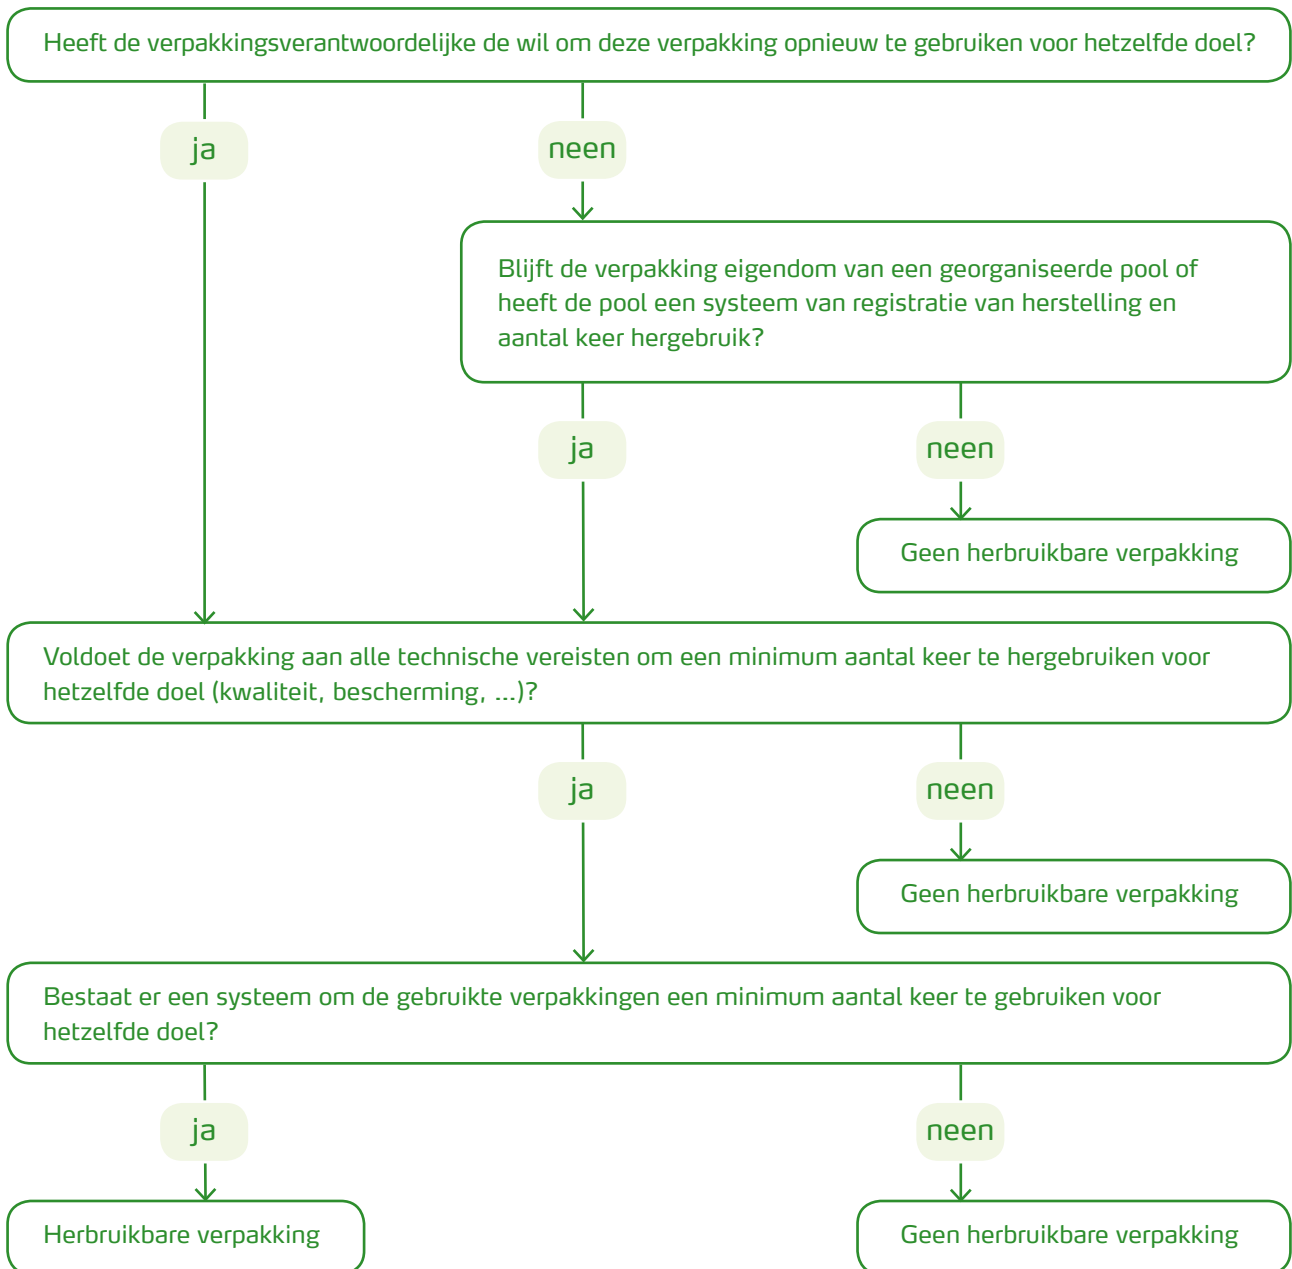 Heeft de verpakkingsverantwoordelijke de wil om deze verpakking opnieuw te gebruiken voor hetzelfde doel?
ja
neen
Blijft de verpakking eigendom van een georganiseerde pool of
heeft de pool een systeem van registratie van herstelling en
aantal keer hergebruik?
ja
neen
Geen herbruikbare verpakking
Voldoet de verpakking aan alle technische vereisten om een minimum aantal keer te hergebruiken voor
hetzelfde doel (kwaliteit, bescherming, ...)?
ja
neen
Geen herbruikbare verpakking
Bestaat er een systeem om de gebruikte verpakkingen een minimum aantal keer te gebruiken voor
hetzelfde doel?
ja
neen
Herbruikbare verpakking
Geen herbruikbare verpakking